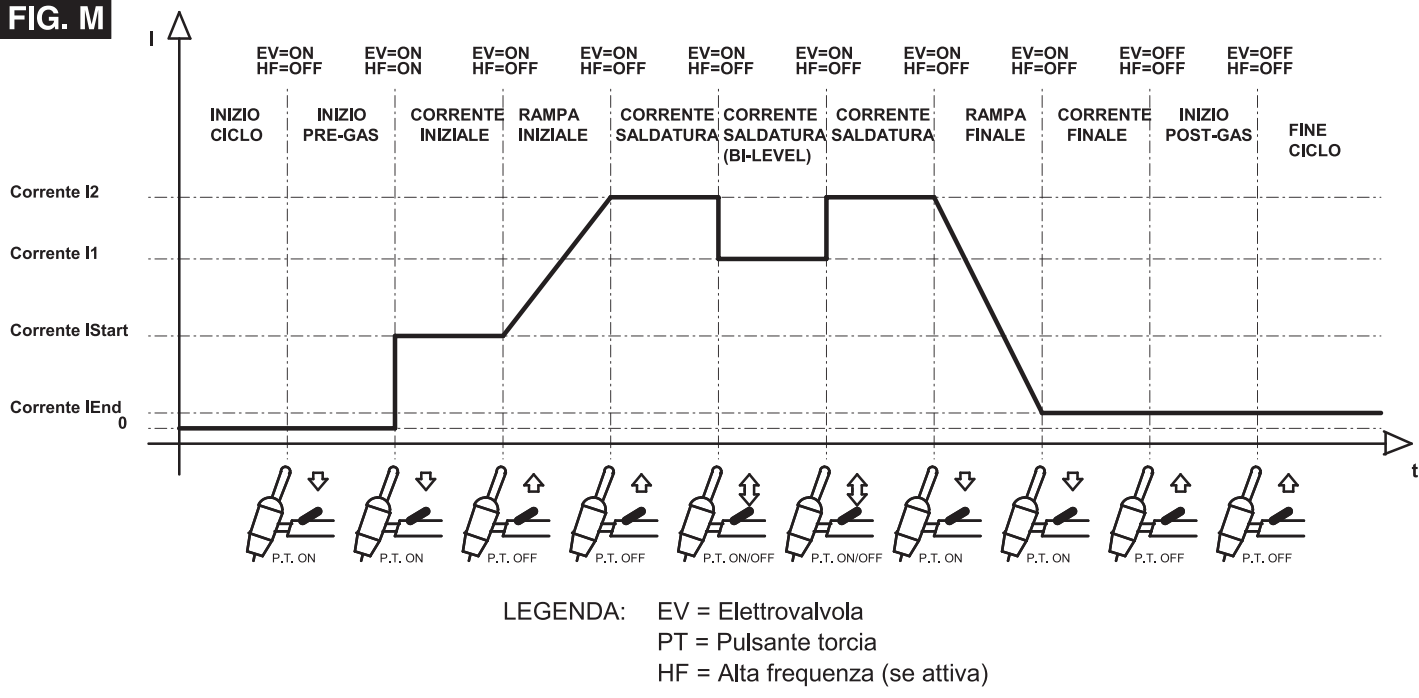 FIG. M
I
EV=ON EV=ON EV=ON EV=ON EV=ON EV=ON EV=ON EV=ON EV=OFF EV=OFF
HF=OFF HF=ON HF=OFF HF=OFF HF=OFF HF=OFF HF=OFF HF=OFF HF=OFF HF=OFF
INIZIO
CICLO
INIZIO
PRE-GAS
CORRENTE
INIZIALE
RAMPA
INIZIALE
CORRENTE
SALDATURA
CORRENTE
SALDATURA
(BI-LEVEL)
CORRENTE
SALDATURA
RAMPA
FINALE
CORRENTE
FINALE
INIZIO
POST-GAS
FINE
CICLO
Corrente I2
Corrente I1
Corrente IStart
Corrente IEnd
0
t
P.T. ON P.T. ON P.T. OFF P.T. OFF P.T. ON/OFF P.T. ON/OFF P.T. ON P.T. ON P.T. OFF P.T. OFF
LEGENDA: EV = Elettrovalvola
PT = Pulsante torcia
HF = Alta frequenza (se attiva)